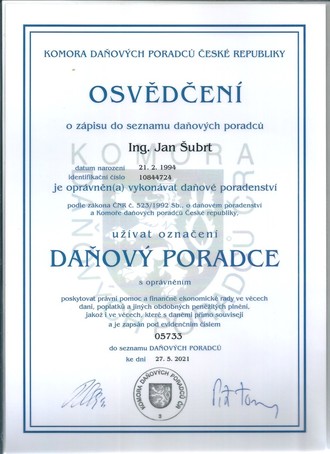 KOMORA DAŇOVÝCH PORADCŮ ČESKÉ REPUBLIKY
OSVĚDČENÍ
o zápisu do seznamu daňových poradců
Ing. Jan Šubrt
datum narození 21. 2. 1994
identifikační číslo 10844724
je oprávněn(a) vykonávat daňové poradenství
podle zákona ČNR č. 523/1992 Sb., o daňovém poradenství
a Komoře daňových poradců České republiky,
užívat označení
DAŇOVÝ PORADCE
s oprávněním
poskytovat právní pomoc a finančně ekonomické rady ve věcech
daní, poplatků a jiných obdobných peněžitých plnění,
jakož i ve věcech, které s daněmi přímo souvisejí
a je zapsán pod evidenčním číslem
05733
do seznamu DAŇOVÝCH PORADCŮ
ke dni 27. 5. 2021
KOMORA DAŇOVÝCH PORADCŮ ČR
3